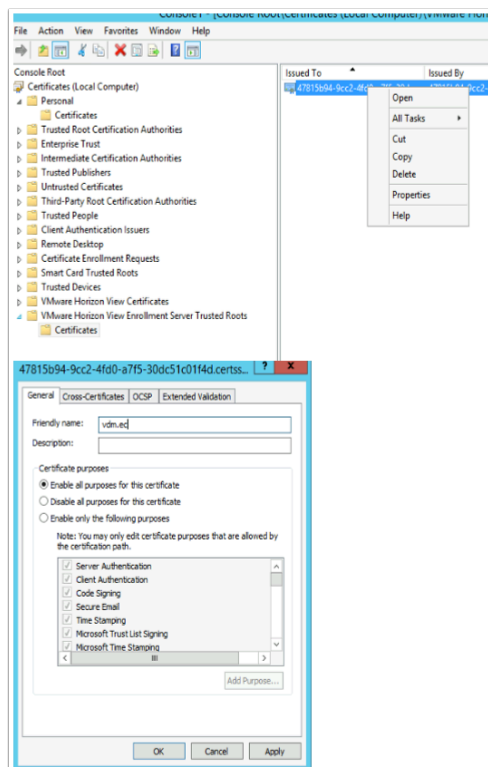 Console1 - [Console Root\Certificates (Local Computer)\VMware Horizon
File Action View Favorites Window Help
Console Root
Certificates (Local Computer)
Personal
Certificates
Trusted Root Certification Authorities
Enterprise Trust
Intermediate Certification Authorities
Trusted Publishers
Untrusted Certificates
Third-Party Root Certification Authorities
Trusted People
Client Authentication Issuers
Remote Desktop
Certificate Enrollment Requests
Smart Card Trusted Roots
Trusted Devices
VMware Horizon View Certificates
VMware Horizon View Enrollment Server Trusted Roots
Certificates
Issued To Issued By
Open
All Tasks
Cut
Copy
Delete
Properties
Help
47815b94-9cc2-4fd0-a7f5-30dc51c01f4d.certss... ? x
General Cross-Certificates OCSP Extended Validation
Friendly name: vdm.ec
Description:
Certificate purposes
Enable all purposes for this certificate
Disable all purposes for this certificate
Enable only the following purposes
Note: You may only edit certificate purposes that are allowed by
the certification path.
Server Authentication
Client Authentication
Code Signing
Secure Email
Time Stamping
Microsoft Trust List Signing
Microsoft Time Stamping
Add Purpose...
OK Cancel Apply